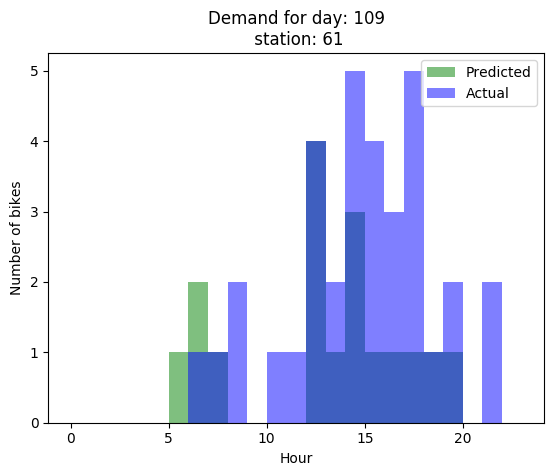 Demand for day: 109
station: 61
Predicted
Actual
Number of bikes
5
4
3
2
1
0
0 5 10 15 20
Hour